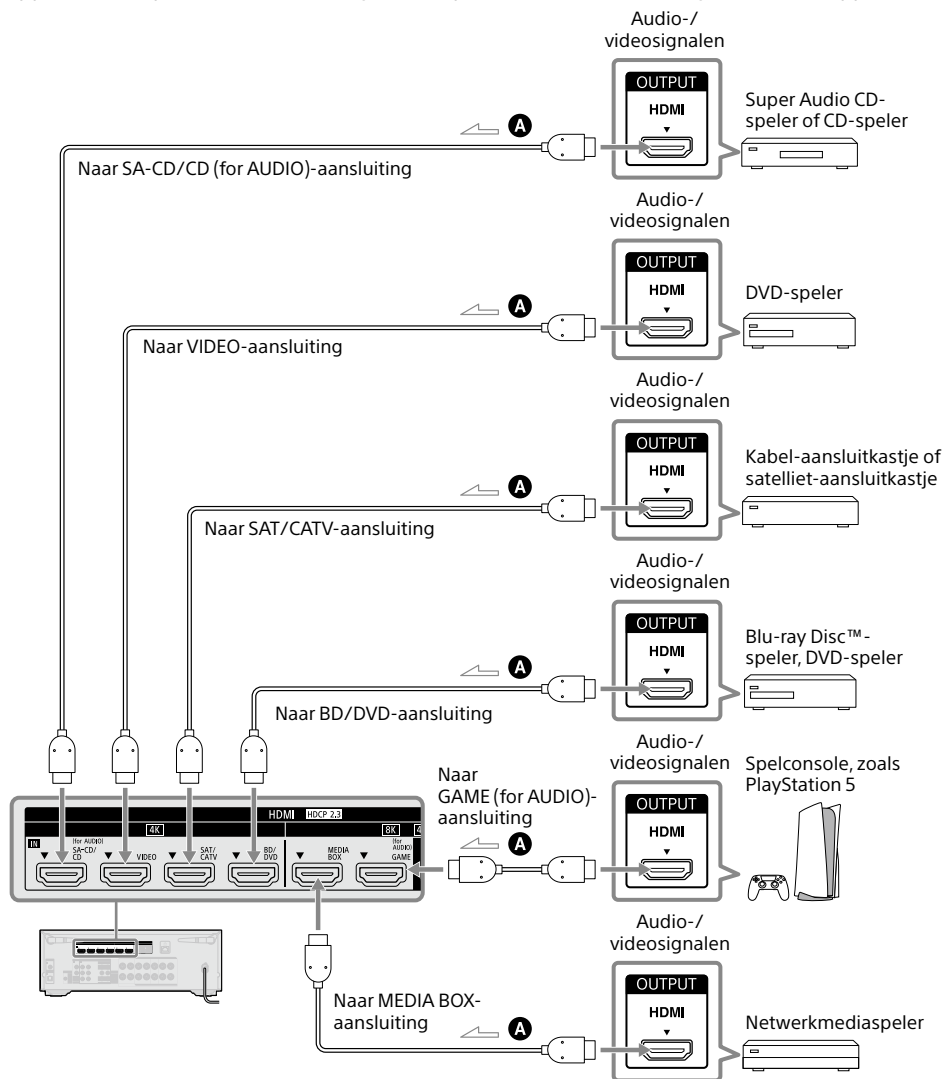 Audio-/
videosignalen
OUTPUT
HDMI
Super Audio CD-
speler of CD-speler
A
Naar SA-CD/CD (for AUDIO)-aansluiting
Audio-/
videosignalen
OUTPUT
HDMI
DVD-speler
A
Naar VIDEO-aansluiting
Audio-/
videosignalen
OUTPUT
HDMI
Kabel-aansluitkastje of
satelliet-aansluitkastje
A
Naar SAT/CATV-aansluiting
Audio-/
videosignalen
OUTPUT
HDMI
Blu-ray Disc™-
speler, DVD-speler
A
Naar BD/DVD-aansluiting
Audio-/
videosignalen
OUTPUT
HDMI
Spelconsole, zoals
PlayStation 5
Naar
GAME (for AUDIO)-
aansluiting
A
HDMI HDCP 2.3
4K 8K 4
IN
(for AUDIO)
SA-CD/
CD
VIDEO
SAT/
CATV
BD/
DVD
MEDIA
BOX
(for
AUDIO)
GAME
Audio-/
videosignalen
OUTPUT
HDMI
Netwerkmediaspeler
Naar MEDIA BOX-
aansluiting
A